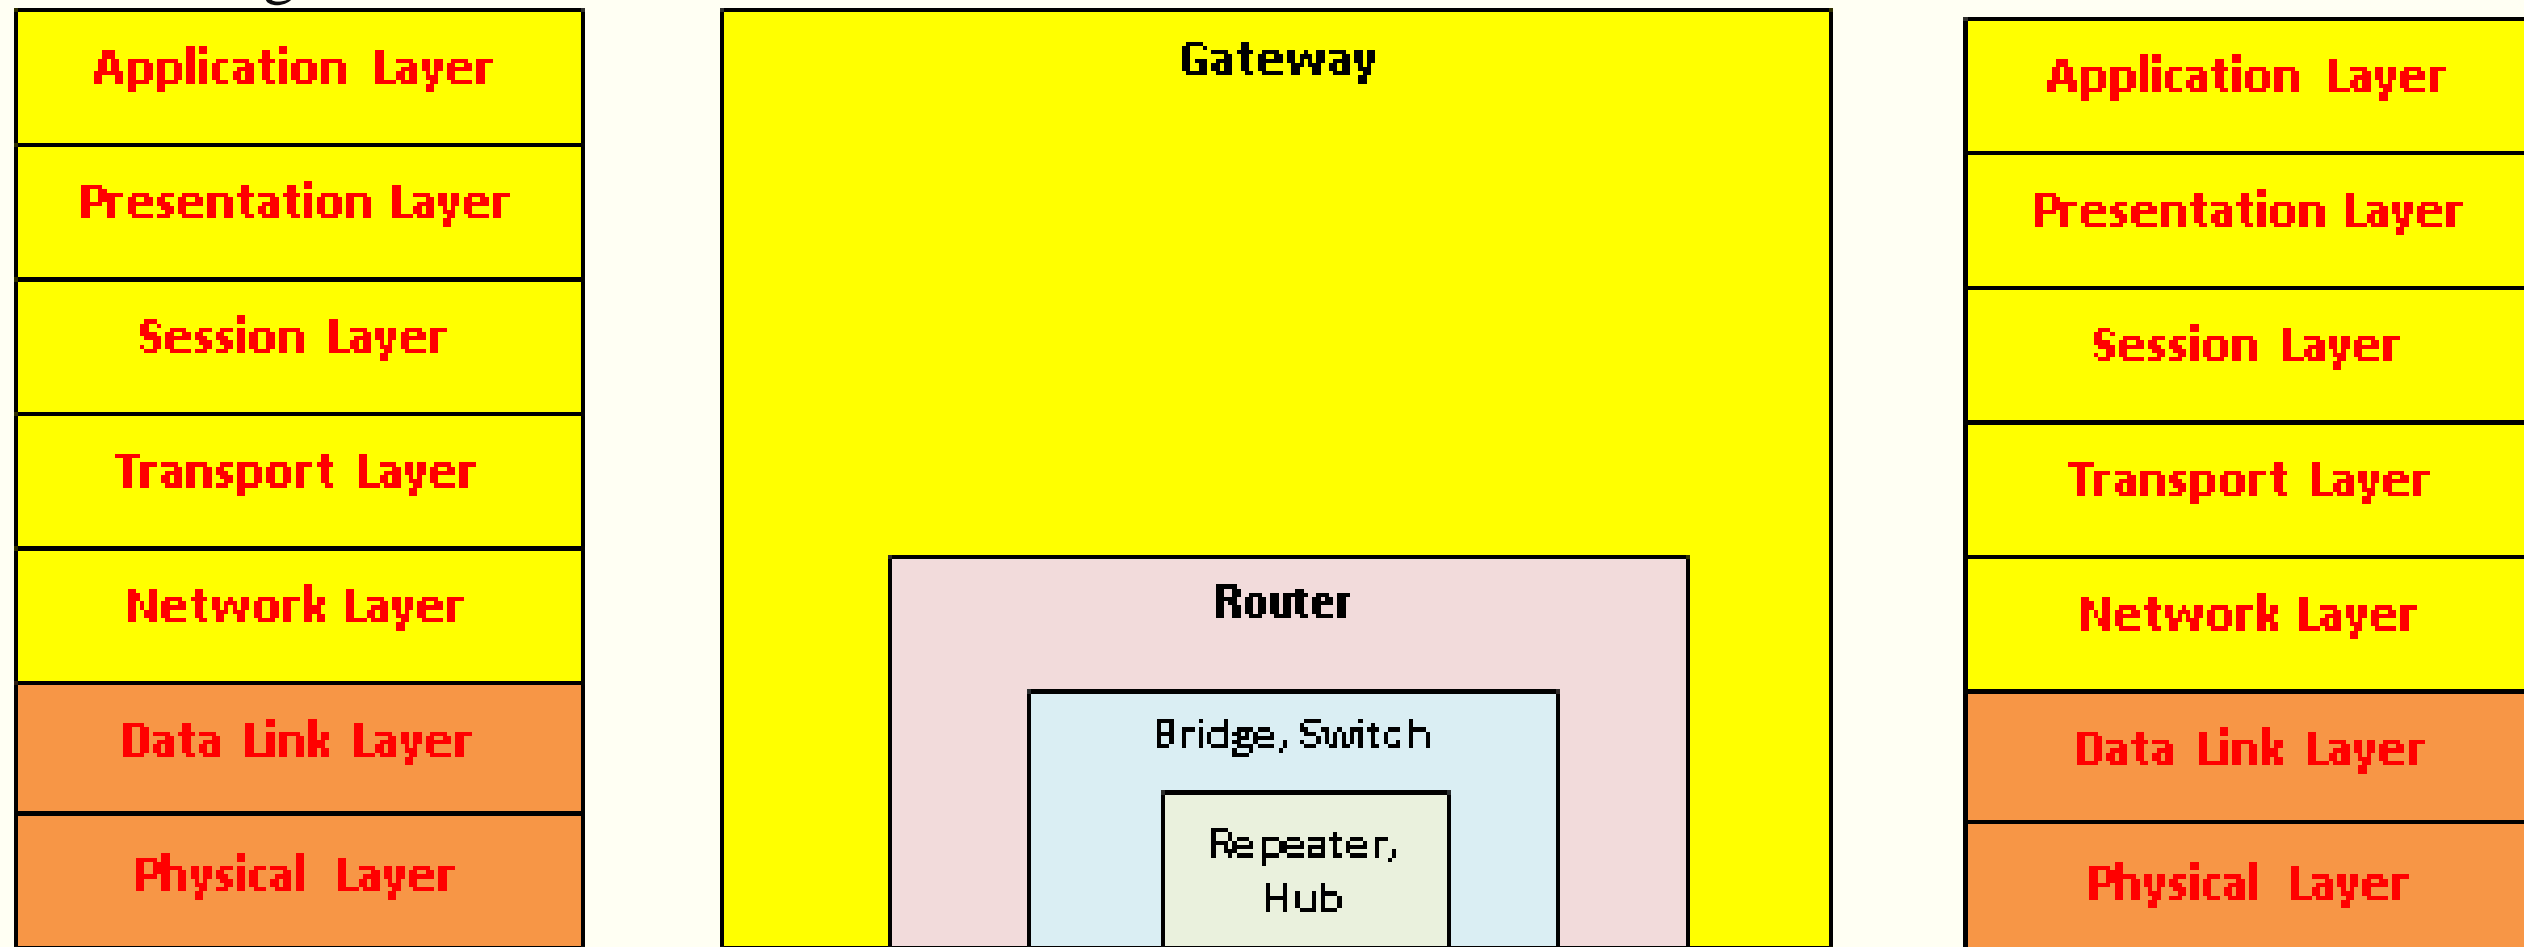 Application Layer
Presentation Layer
Session Layer
Transport Layer
Network Layer
Data Link Layer
Physical Layer
Gateway
Router
Bridge, Switch
Repeater,
Hub
Application Layer
Presentation Layer
Session Layer
Transport Layer
Network Layer
Data Link Layer
Physical Layer